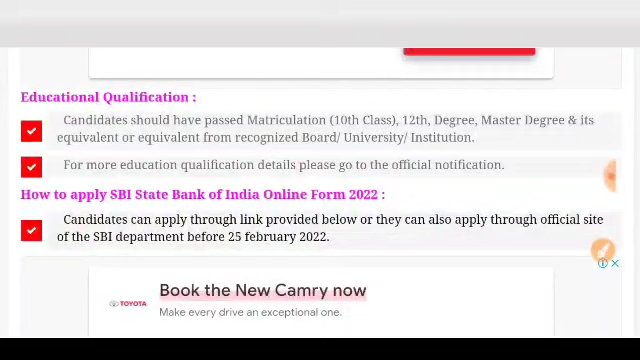 Educational Qualification :
Candidates should have passed Matriculation (10th Class), 12th, Degree, Master Degree & its
equivalent or equivalent from recognized Board/ University/ Institution.
For more education qualification details please go to the official notification.
How to apply SBI State Bank of India Online Form 2022 :
Candidates can apply through link provided below or they can also apply through official site
of the SBI department before 25 february 2022.
Book the New Camry now
TOYOTA
Make every drive an exceptional one.